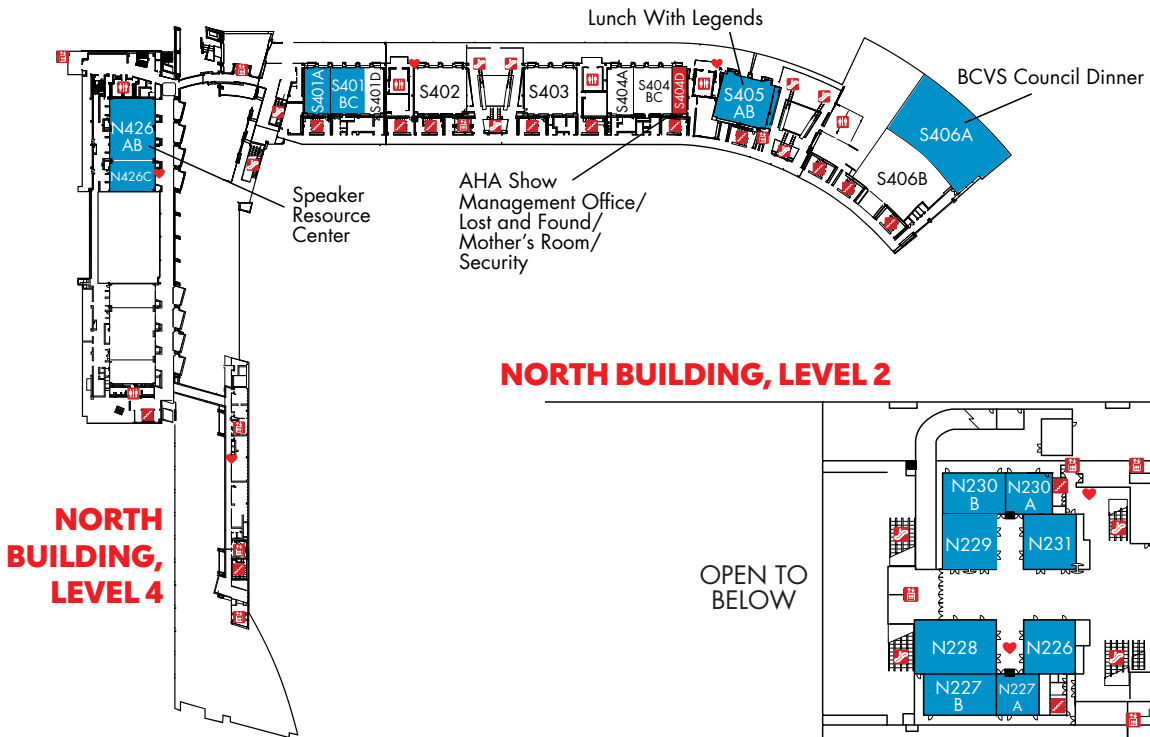 Lunch With Legends
BCVS Council Dinner
S401A
S401
BC
S401D
S402
S403
S404A
S404
BC
S404D
S405
AB
S406A
S406B
N426
AB
N426C
Speaker
Resource
Center
AHA Show
Management Office/
Lost and Found/
Mother's Room/
Security
NORTH BUILDING, LEVEL 2
NORTH
BUILDING,
LEVEL 4
OPEN TO
BELOW
N230
B
N230
A
N229
N231
N228
N226
N227
B
N227
A